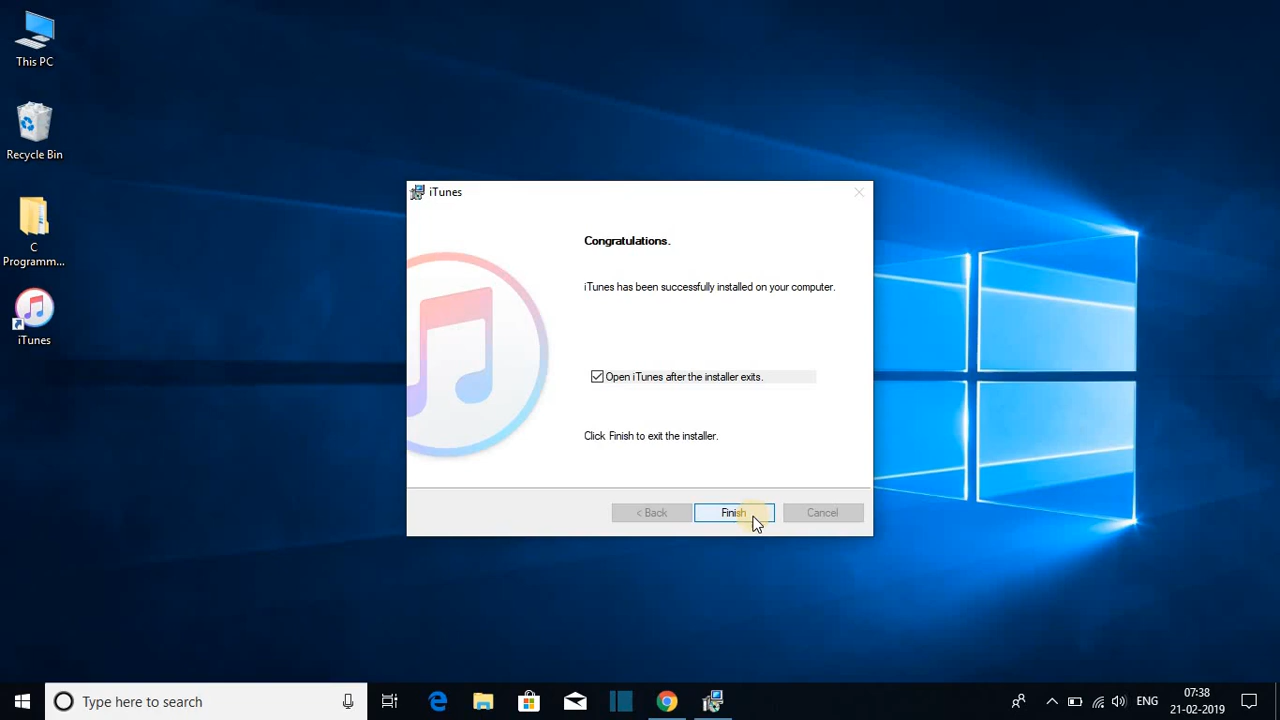 This PC
Recycle Bin
C
Programm...
iTunes
iTunes
Congratulations.
iTunes has been successfully installed on your computer.
Open iTunes after the installer exits.
Click Finish to exit the installer.
< Back
Finish
Cancel
Type here to search
ENG
07:38
21-02-2019